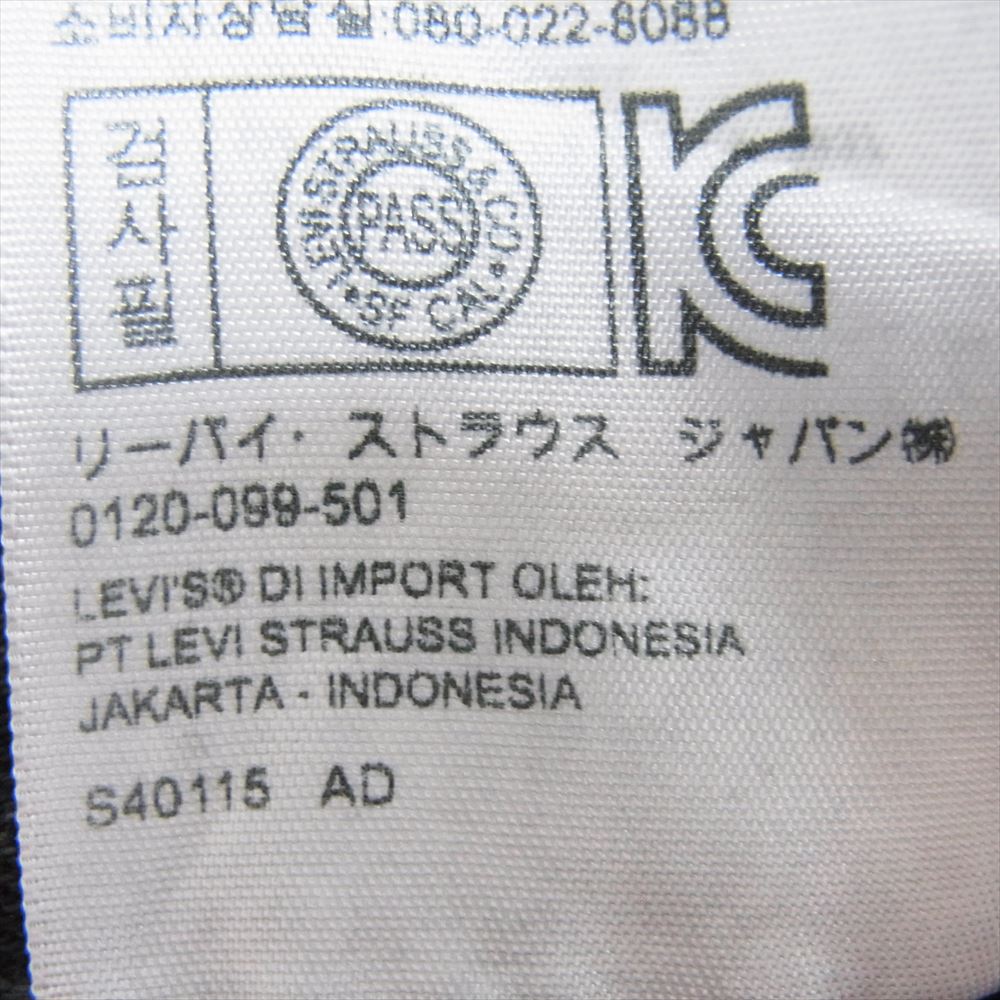 소비자상담실:080-022-8088
검사필
LEVI STRAUSS & CO • SF CAL •
PASS
リーバイ・ストラウス ジャパン㈱
0120-099-501
LEVI'S® DI IMPORT OLEH:
PT LEVI STRAUSS INDONESIA
JAKARTA - INDONESIA
S40115 AD